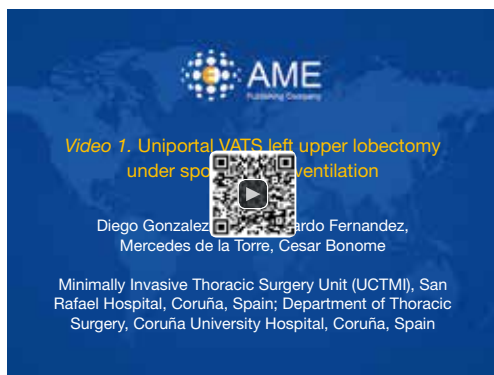 AME
Publishing Company
Video 1. Uniportal VATS left upper lobectomy
under ventilation
Diego Gonzalez Fernandez,
Mercedes de la Torre, Cesar Bonome
Minimally Invasive Thoracic Surgery Unit (UCTMI), San
Rafael Hospital, Coruña, Spain; Department of Thoracic
Surgery, Coruña University Hospital, Coruña, Spain